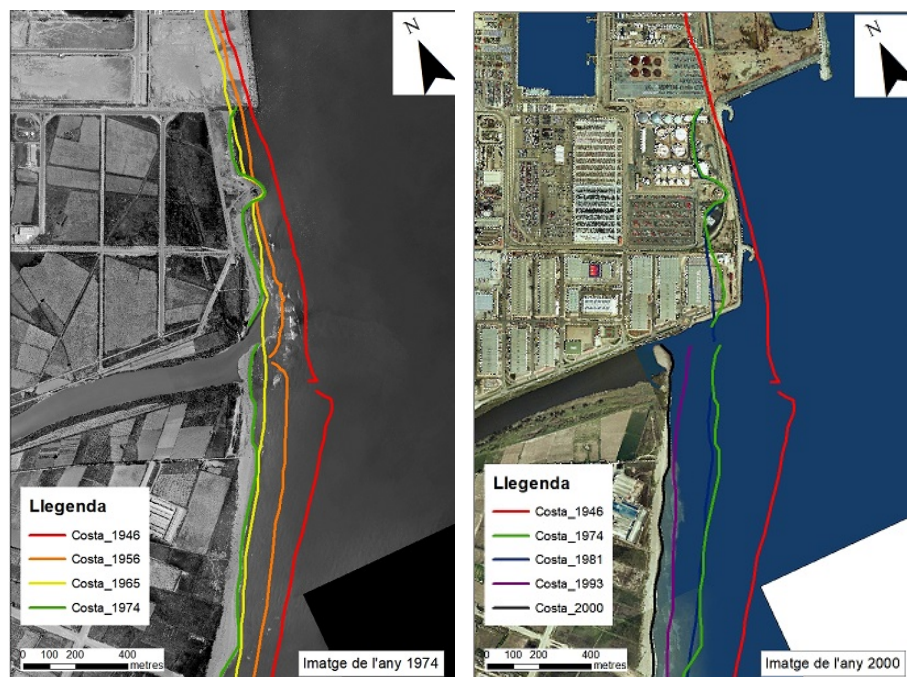 N
Llegenda
Costa_1946
Costa_1956
Costa_1965
Costa_1974
0 100 200 400
metres
Imatge de l'any 1974
N
Llegenda
Costa_1946
Costa_1974
Costa_1981
Costa_1993
Costa_2000
0 100 200 400
metres
Imatge de l'any 2000